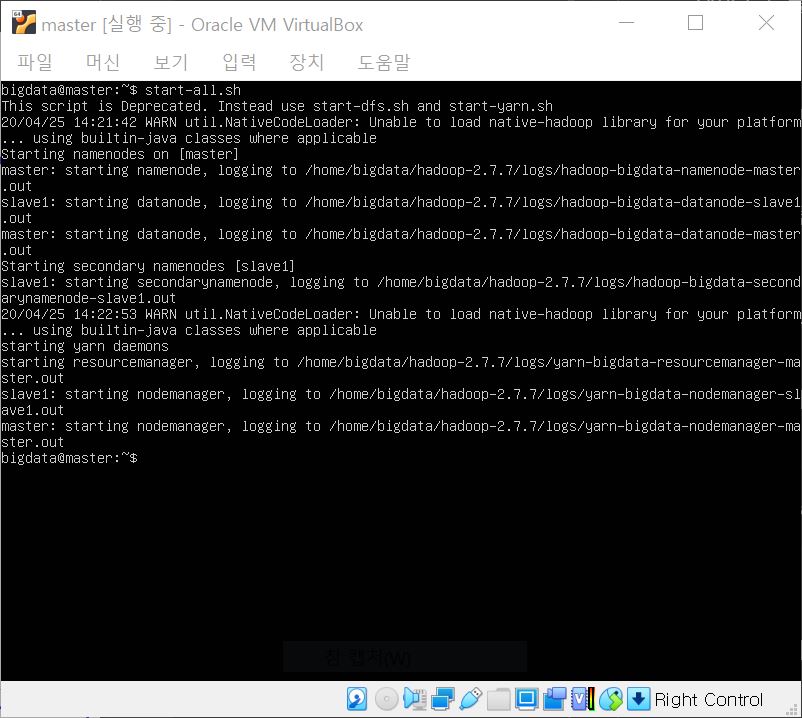 master [실행 중] - Oracle VM VirtualBox
파일 머신 보기 입력 장치 도움말
bigdata@master:~$ start-all.sh
This script is Deprecated. Instead use start-dfs.sh and start-yarn.sh
20/04/25 14:21:42 WARN util.NativeCodeLoader: Unable to load native-hadoop library for your platform
... using builtin-java classes where applicable
Starting namenodes on [master]
master: starting namenode, logging to /home/bigdata/hadoop-2.7.7/logs/hadoop-bigdata-namenode-master
.out
slave1: starting datanode, logging to /home/bigdata/hadoop-2.7.7/logs/hadoop-bigdata-datanode-slave1
.out
master: starting datanode, logging to /home/bigdata/hadoop-2.7.7/logs/hadoop-bigdata-datanode-master
.out
Starting secondary namenodes [slave1]
slave1: starting secondarynamenode, logging to /home/bigdata/hadoop-2.7.7/logs/hadoop-bigdata-second
arynamenode-slave1.out
20/04/25 14:22:53 WARN util.NativeCodeLoader: Unable to load native-hadoop library for your platform
... using builtin-java classes where applicable
starting yarn daemons
starting resourcemanager, logging to /home/bigdata/hadoop-2.7.7/logs/yarn-bigdata-resourcemanager-ma
ster.out
slave1: starting nodemanager, logging to /home/bigdata/hadoop-2.7.7/logs/yarn-bigdata-nodemanager-sl
ave1.out
master: starting nodemanager, logging to /home/bigdata/hadoop-2.7.7/logs/yarn-bigdata-nodemanager-ma
ster.out
bigdata@master:~$
창 캡처(W)
Right Control